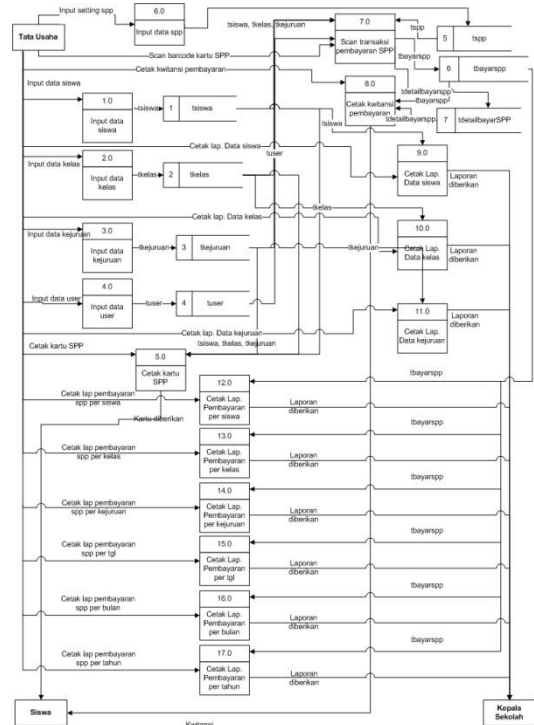 Input setting spp
6.0
Input data spp
Tata Usaha
7.0
Scan transaksi
pembayaran SPP
tspp
5
tspp
tsiswa, tkelas, tkejuruan
Scan barcode kartu SPP
tbayarspp
6
tbayarspp
Cetak kwitansi pembayaran
8.0
Cetak kwitansi
pembayaran
tbayarspp
tdetailbayarspp
7
tdetailbayarSPP
Input data siswa
1.0
Input data
siswa
tsiswa
1
tsiswa
tsiswa
Cetak lap. Data siswa
tuser
9.0
Cetak Lap.
Data siswa
Laporan
diberikan
Input data kelas
2.0
Input data
kelas
tkelas
2
tkelas
tkelas
Cetak lap. Data kelas
10.0
Cetak Lap.
Data kelas
Laporan
diberikan
Input data kejuruan
3.0
Input data
kejuruan
tkejuruan
3
tkejuruan
tkejuruan
Input data user
4.0
Input data
user
tuser
4
tuser
11.0
Cetak Lap.
Data kejuruan
Laporan
diberikan
Cetak lap. Data kejuruan
tsiswa, tkelas, tkejuruan
Cetak kartu SPP
5.0
Cetak kartu
SPP
Cetak lap pembayaran
spp per siswa
Kartu diberikan
12.0
Cetak Lap.
Pembayaran
per siswa
Laporan
diberikan
tbayarspp
Cetak lap pembayaran
spp per kelas
13.0
Cetak Lap.
Pembayaran
per kelas
Laporan
diberikan
tbayarspp
Cetak lap pembayaran
spp per kejuruan
14.0
Cetak Lap.
Pembayaran
per kejuruan
Laporan
diberikan
tbayarspp
Cetak lap pembayaran
spp per tgl
15.0
Cetak Lap.
Pembayaran
per tgl
Laporan
diberikan
tbayarspp
Cetak lap pembayaran
spp per bulan
16.0
Cetak Lap.
Pembayaran
per bulan
Laporan
diberikan
tbayarspp
Cetak lap pembayaran
spp per tahun
17.0
Cetak Lap.
Pembayaran
per tahun
Laporan
diberikan
tbayarspp
Siswa
Kwitansi
Kepala
Sekolah